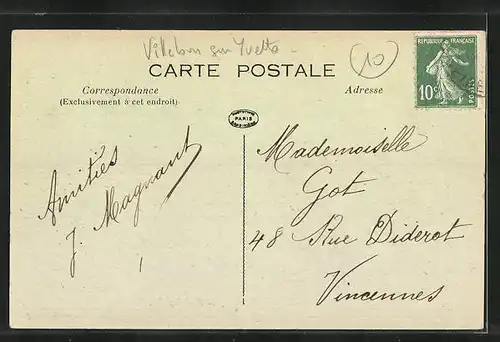 Villebon sur Yvette
10
CARTE POSTALE
Correspondance
(Exclusivement à cet endroit)
Adresse
REPUBLIQUE FRANÇAISE
10c
POSTES
PARIS
Amitiés
J. Magnant
Mademoiselle
Got
48 Rue Diderot
Vincennes